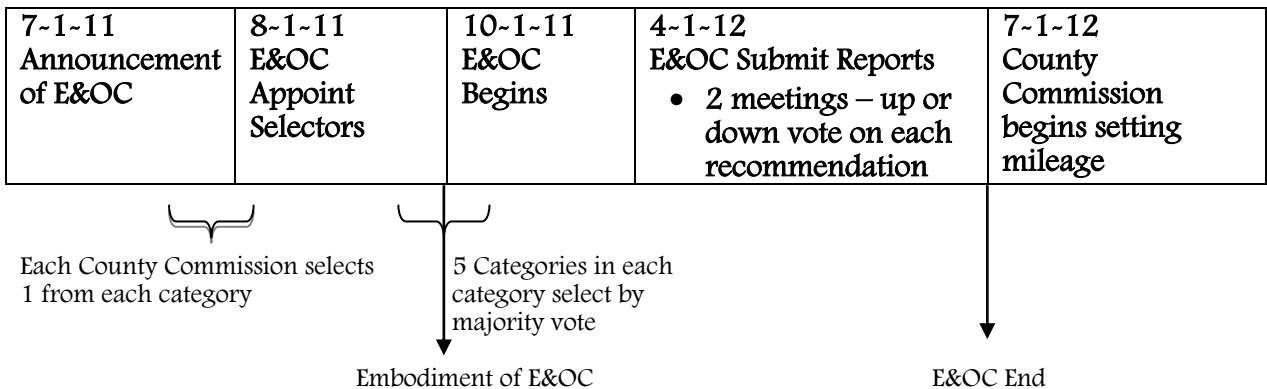 7-1-11
Announcement
of E&OC
8-1-11
E&OC
Appoint
Selectors
10-1-11
E&OC
Begins
4-1-12
E&OC Submit Reports
• 2 meetings – up or
down vote on each
recommendation
7-1-12
County
Commission
begins setting
mileage
Each County Commission selects
1 from each category
5 Categories in each
category select by
majority vote
Embodiment of E&OC
E&OC End